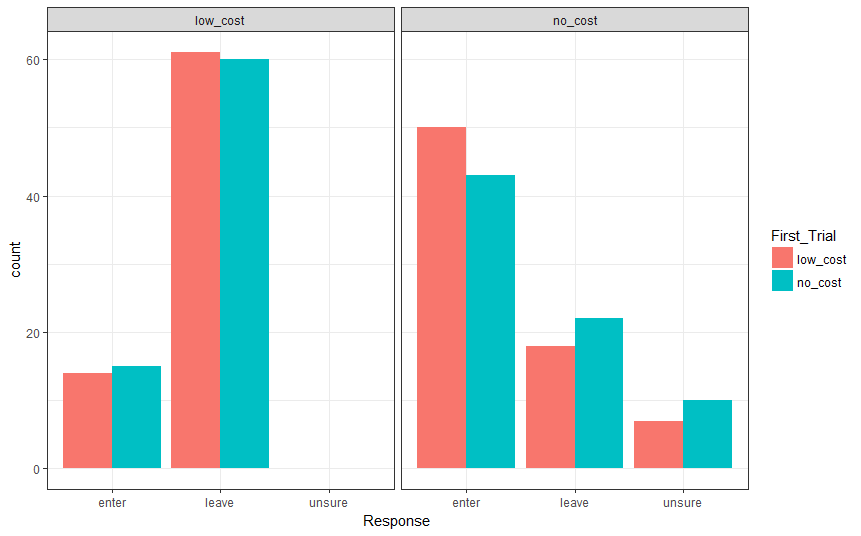 low_cost
no_cost
60
40
20
0
count
enter
leave
unsure
enter
leave
unsure
Response
First_Trial
low_cost
no_cost